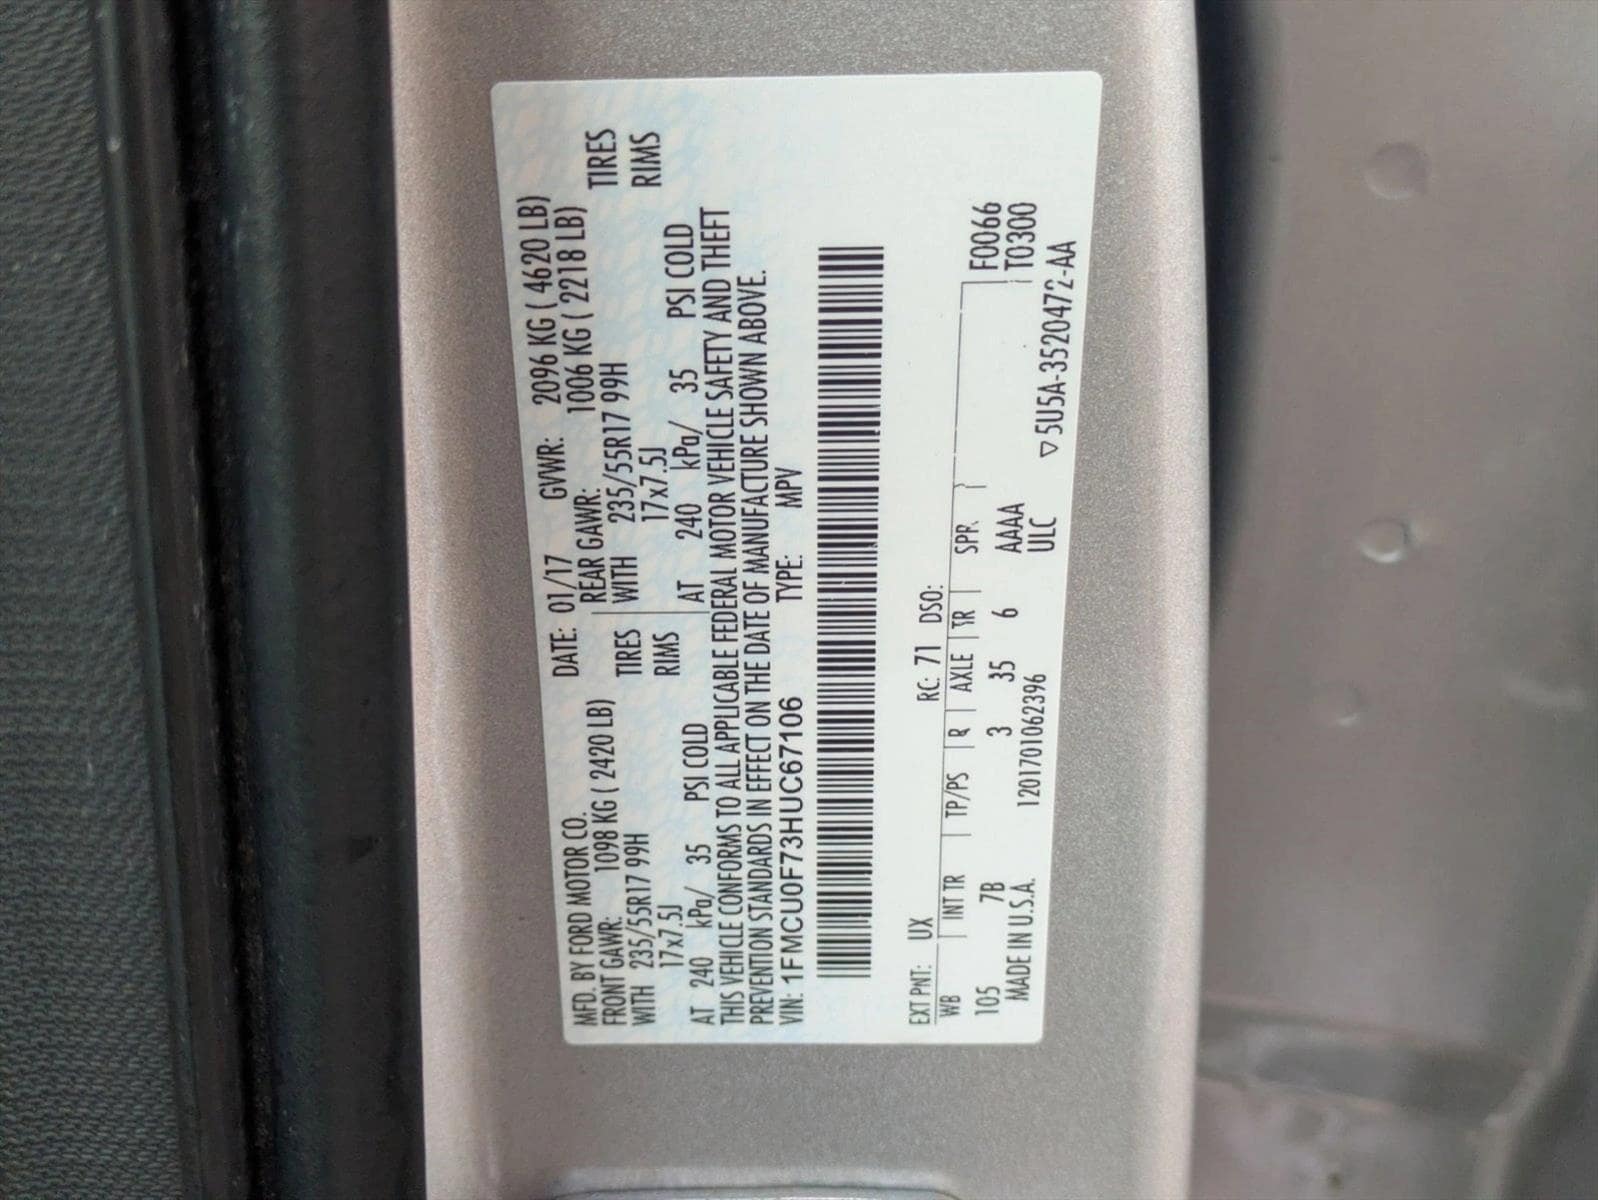 MFD. BY FORD MOTOR CO. DATE: 01/17 GVWR: 2096 KG ( 4620 LB)
FRONT GAWR: 1098 KG ( 2420 LB) REAR GAWR: 1006 KG ( 2218 LB)
WITH 235/55R17 99H TIRES WITH 235/55R17 99H TIRES
17x7.5J RIMS 17x7.5J RIMS
AT 240 kPa/ 35 PSI COLD AT 240 kPa/ 35 PSI COLD
THIS VEHICLE CONFORMS TO ALL APPLICABLE FEDERAL MOTOR VEHICLE SAFETY AND THEFT
PREVENTION STANDARDS IN EFFECT ON THE DATE OF MANUFACTURE SHOWN ABOVE.
VIN: 1FMCU0F73HUC67106 TYPE: MPV
EXT PNT: UX RC: 71 DSO:
WB INT TR TP/PS R AXLE TR SPR F0066
105 7B 3 35 6 AAAA T0300
MADE IN U.S.A. 1201701062396 ULC ▽5U5A-3520472-AA